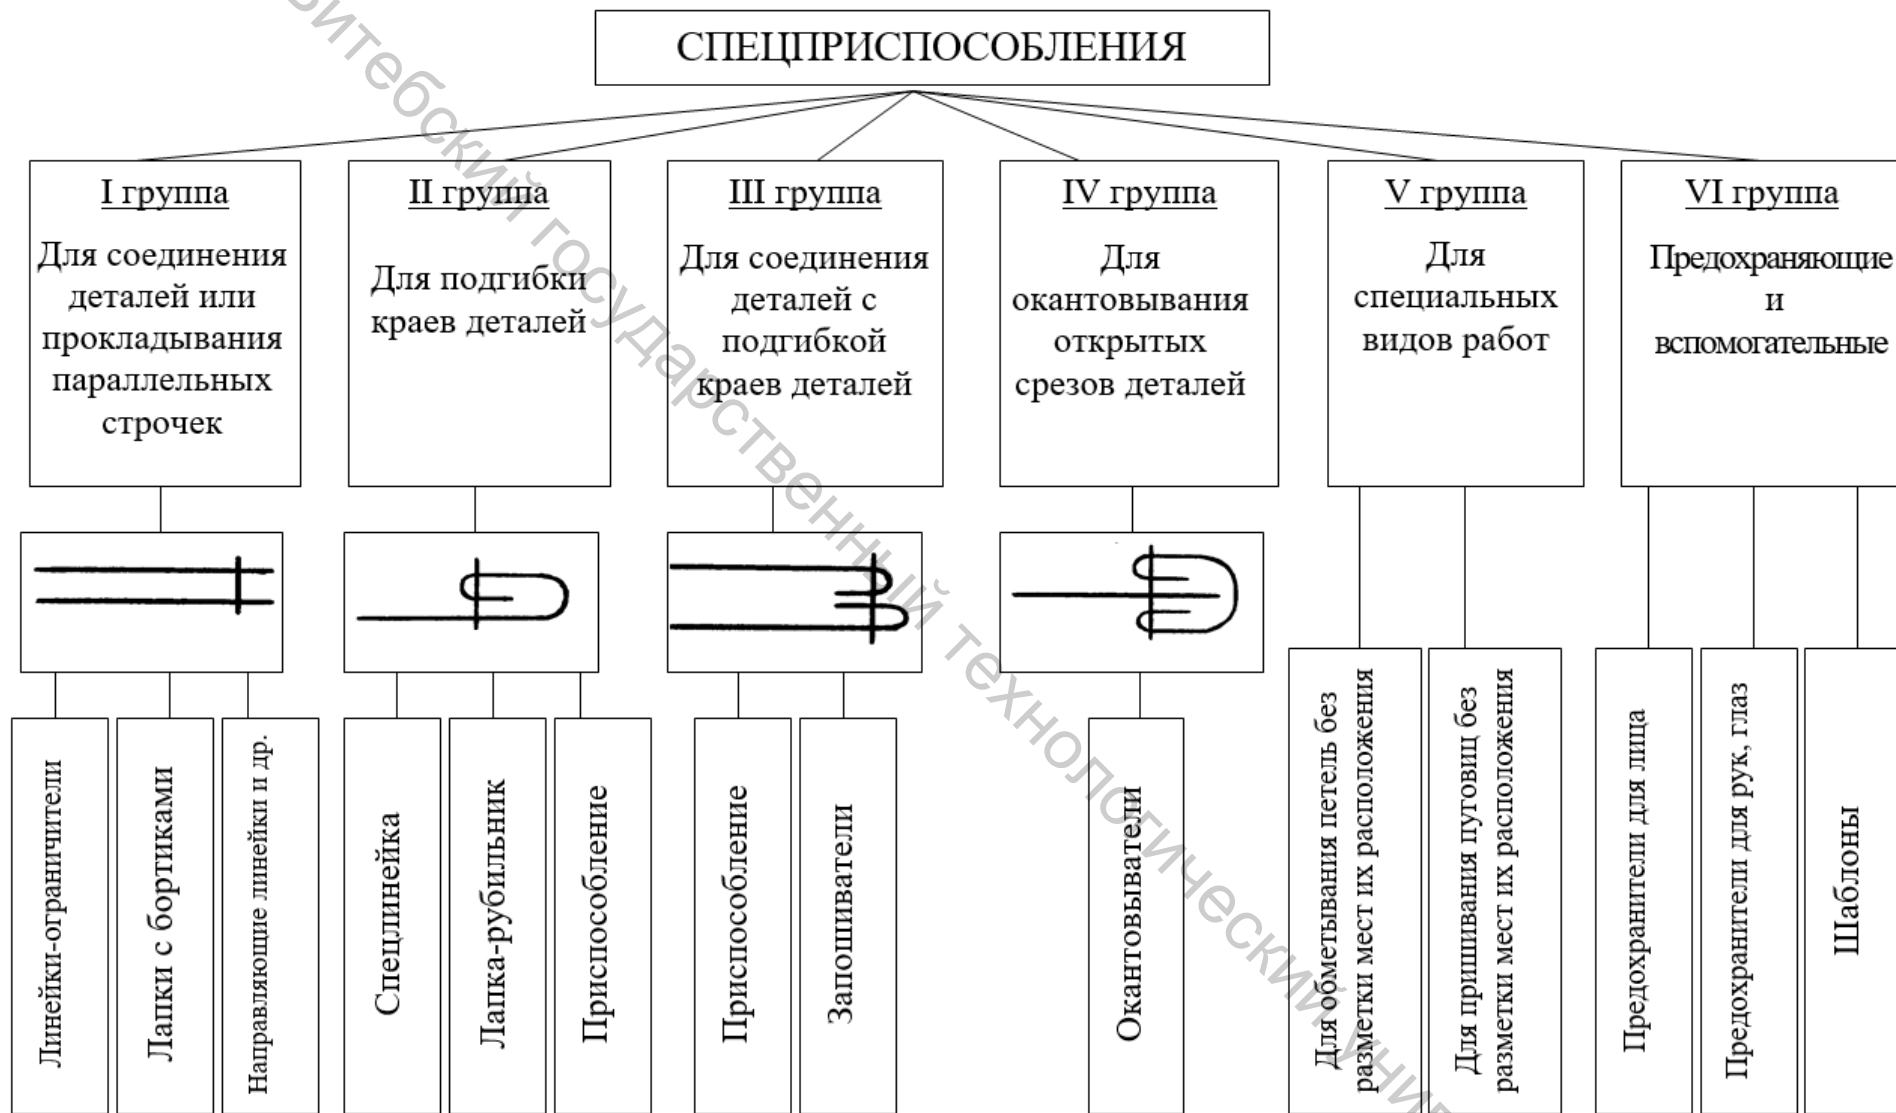 СПЕЦПРИСПОСОБЛЕНИЯ
I группа
Для соединения
деталей или
прокладывания
параллельных
строчек
II группа
Для подгибки
краев деталей
III группа
Для соединения
деталей с
подгибкой
краев деталей
IV группа
Для
окантовывания
открытых
срезов деталей
V группа
Для
специальных
видов работ
VI группа
Предохраняющие
и
вспомогательные
Линейки-ограничители
Лапки с бортиками
Направляющие линейки и др.
Спецлинейка
Лапка-рубильник
Приспособление
Приспособление
Запошиватели
Окантовыватели
Для обметывания петель без
разметки мест их расположения
Для пришивания пуговиц без
разметки мест их расположения
Предохранители для лица
Предохранители для рук, глаз
Шаблоны
государственный технологический